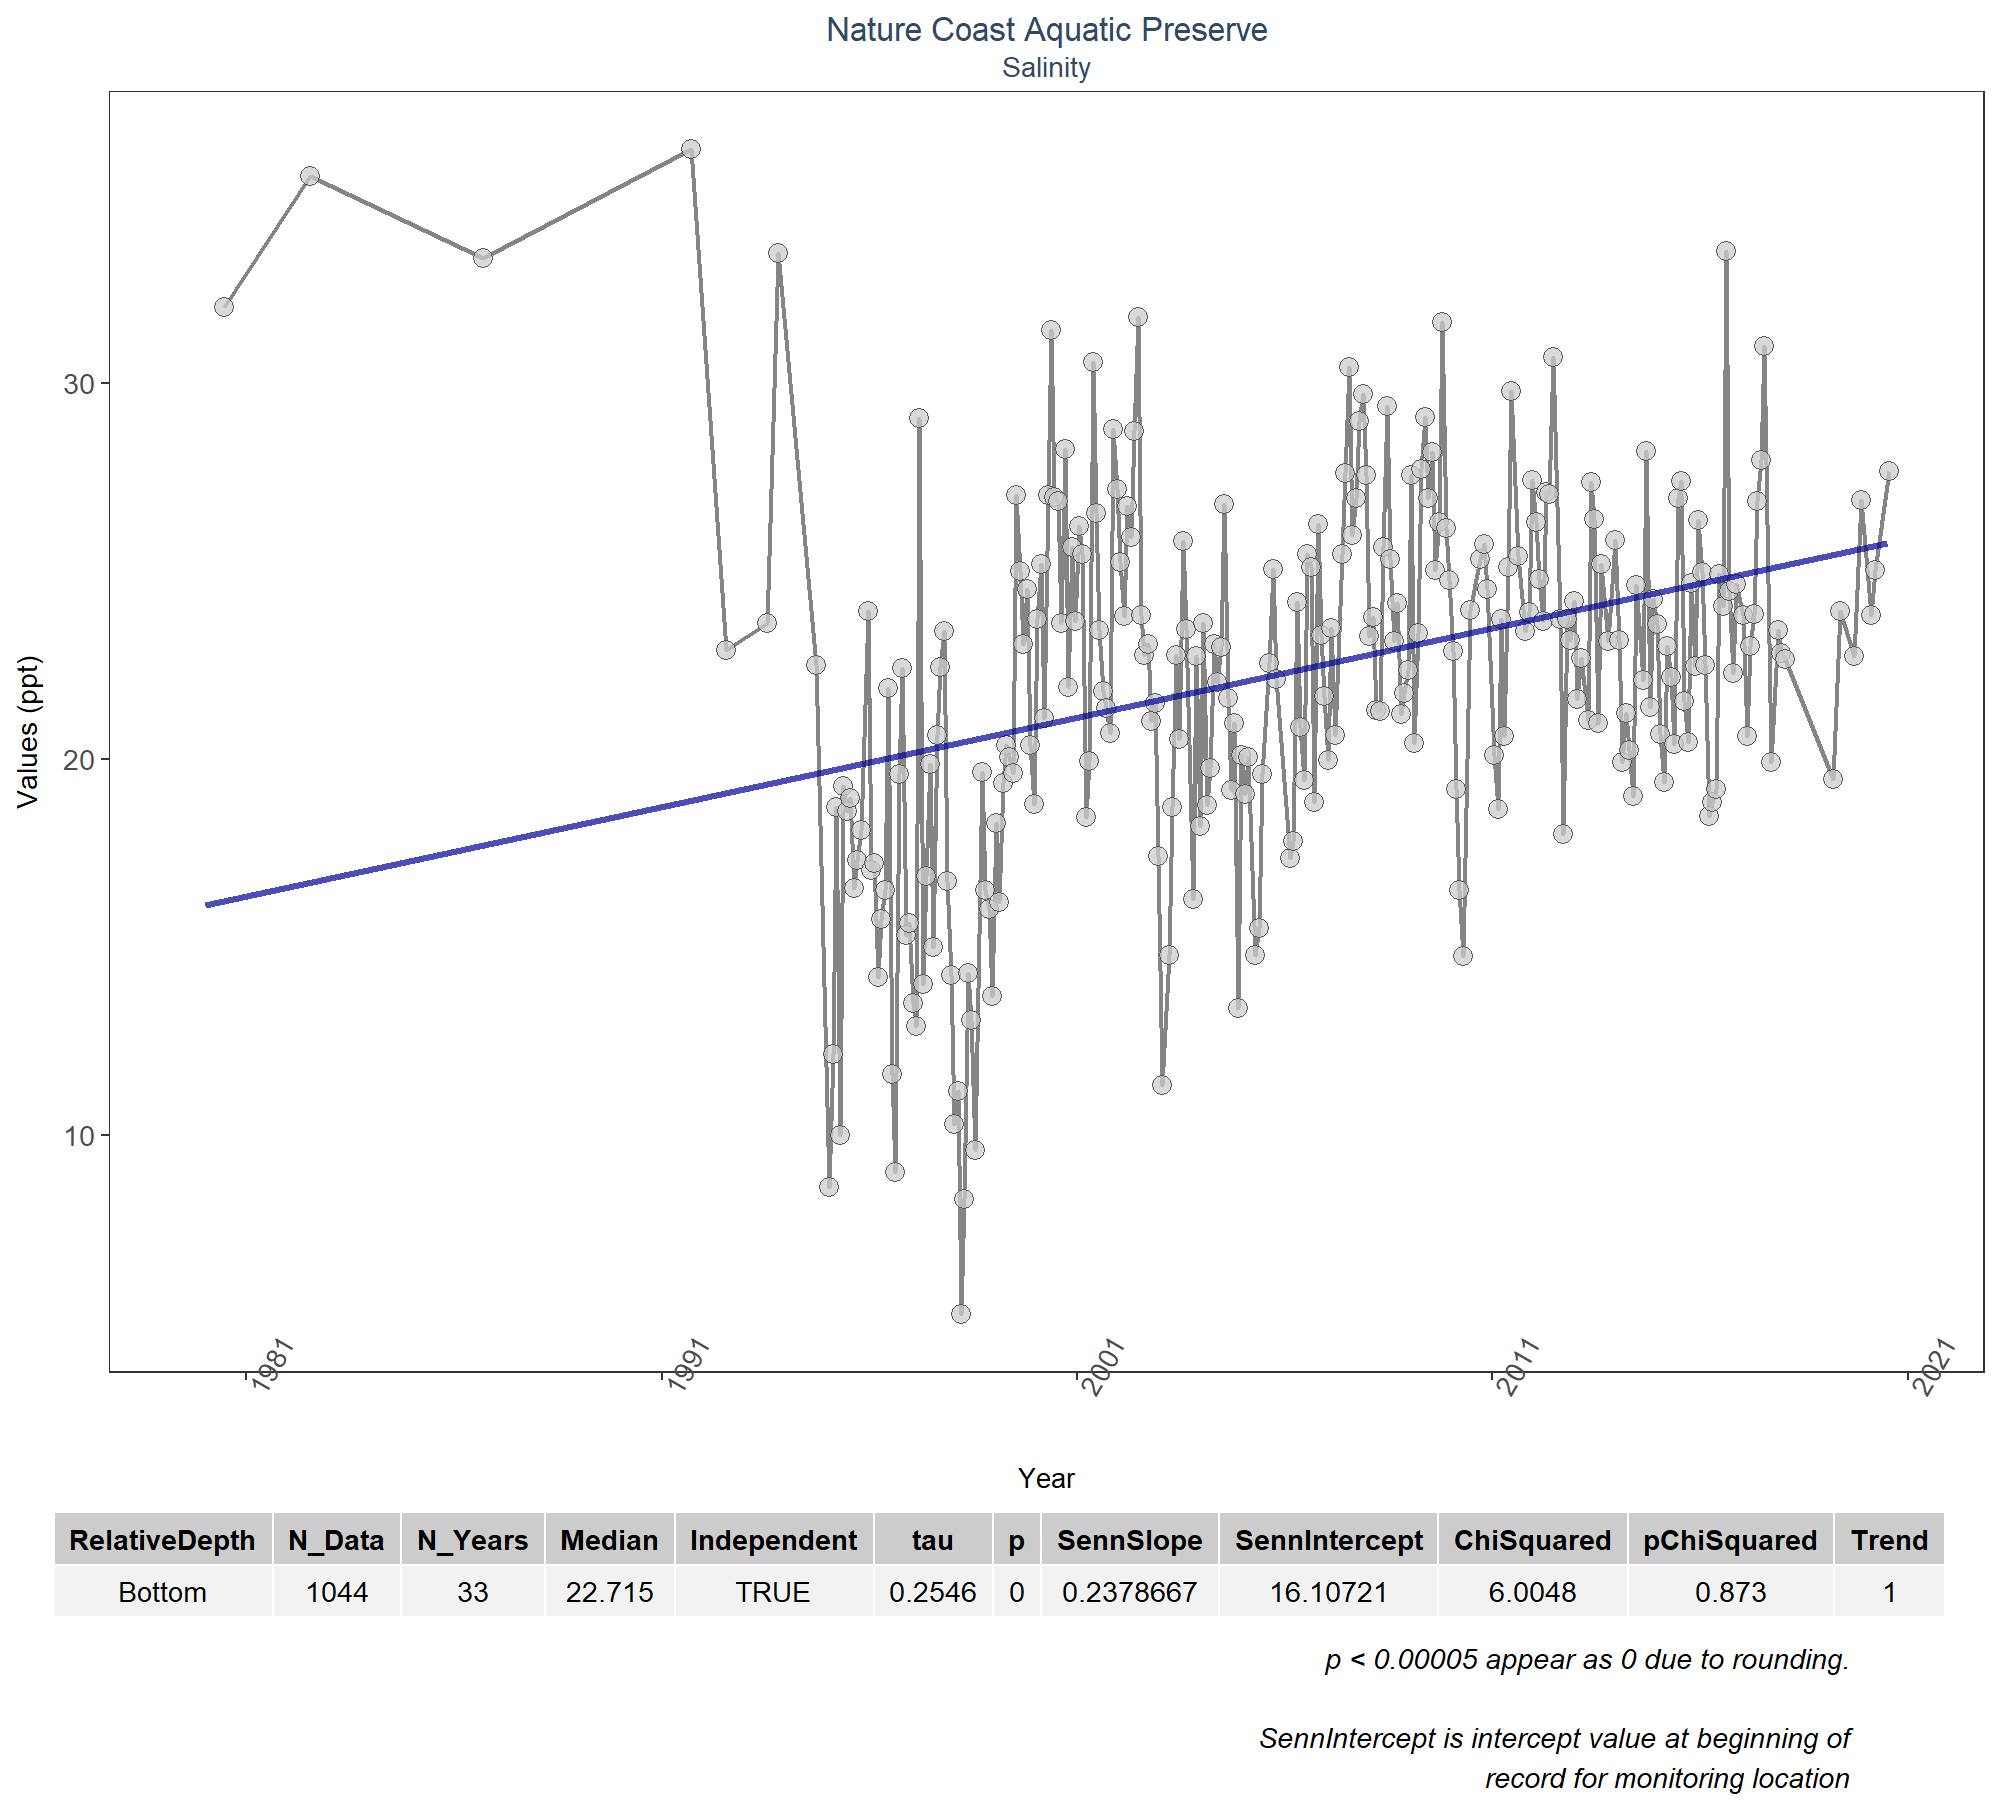 Nature Coast Aquatic Preserve
Salinity
Values (ppt)
30
20
10
1981
1991
2001
2011
2021
Year
RelativeDepth N_Data N_Years Median Independent tau p SennSlope SennIntercept ChiSquared pChiSquared Trend
Bottom 1044 33 22.715 TRUE 0.2546 0 0.2378667 16.10721 6.0048 0.873 1
p < 0.00005 appear as 0 due to rounding.
SennIntercept is intercept value at beginning of
record for monitoring location